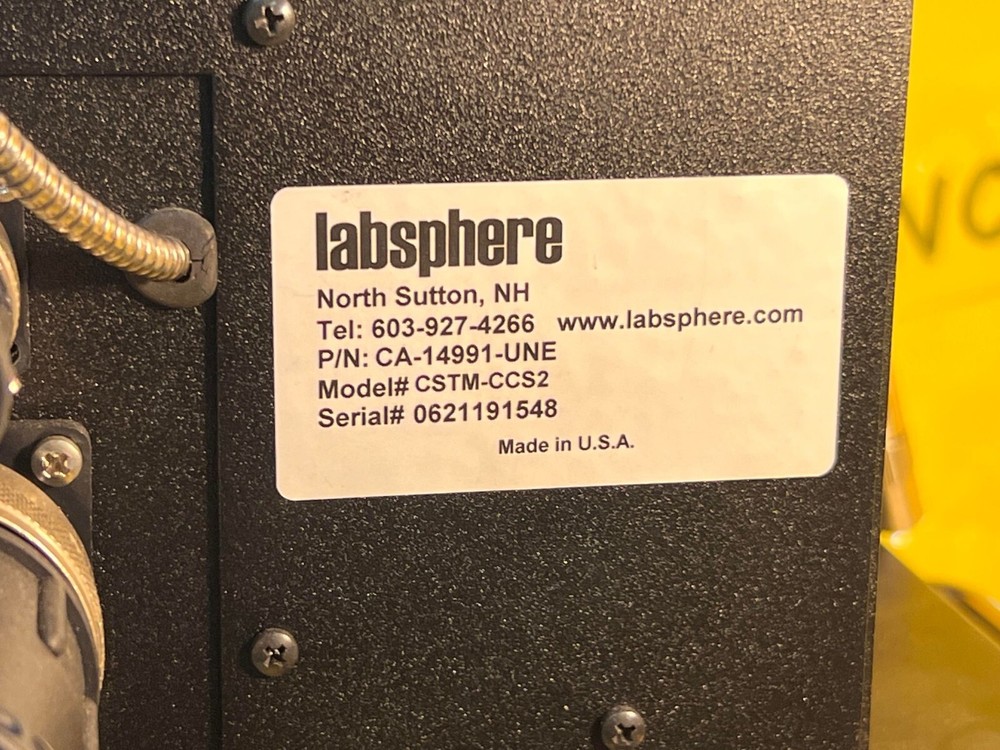 labsphere
North Sutton, NH
Tel: 603-927-4266 www.labsphere.com
P/N: CA-14991-UNE
Model# CSTM-CCS2
Serial# 0621191548
Made in U.S.A.